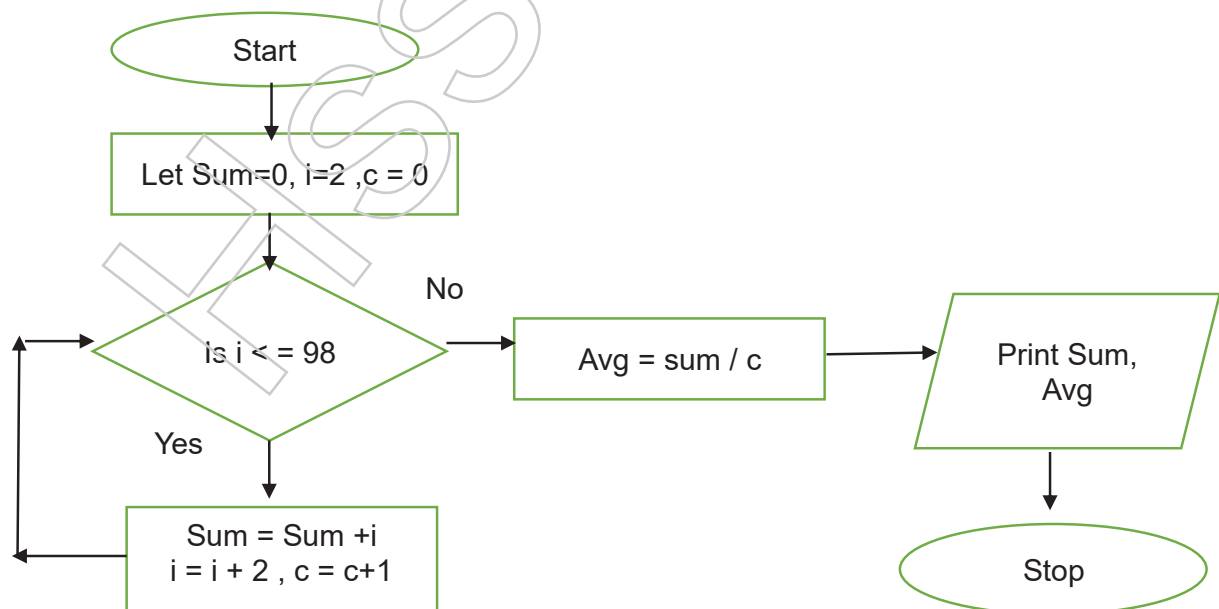 Start
Let Sum=0, i=2 ,c = 0
No
is i < = 98
Avg = sum / c
Print Sum,
Avg
Yes
Sum = Sum +i
i = i + 2 , c = c+1
Stop